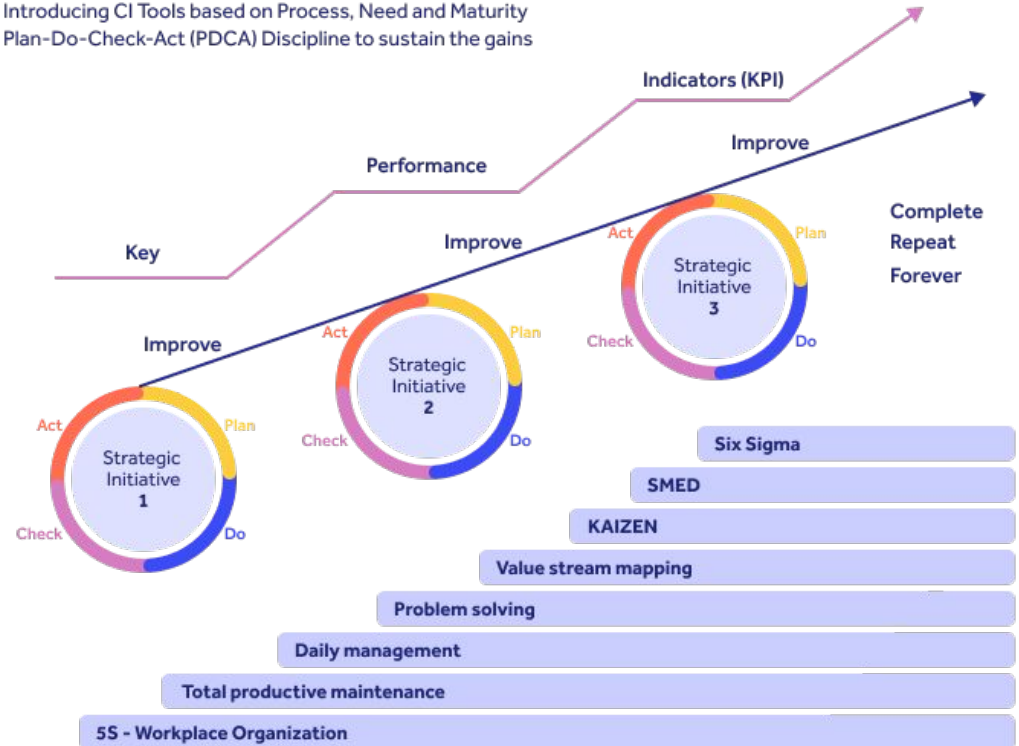 Introducing CI Tools based on Process, Need and Maturity
Plan-Do-Check-Act (PDCA) Discipline to sustain the gains
Indicators (KPI)
Improve
Performance
Complete
Repeat
Forever
Key
Improve
Act
Plan
Strategic
Initiative
3
Check
Do
Improve
Act
Plan
Strategic
Initiative
2
Check
Do
Act
Plan
Strategic
Initiative
1
Check
Do
Six Sigma
SMED
KAIZEN
Value stream mapping
Problem solving
Daily management
Total productive maintenance
5S - Workplace Organization